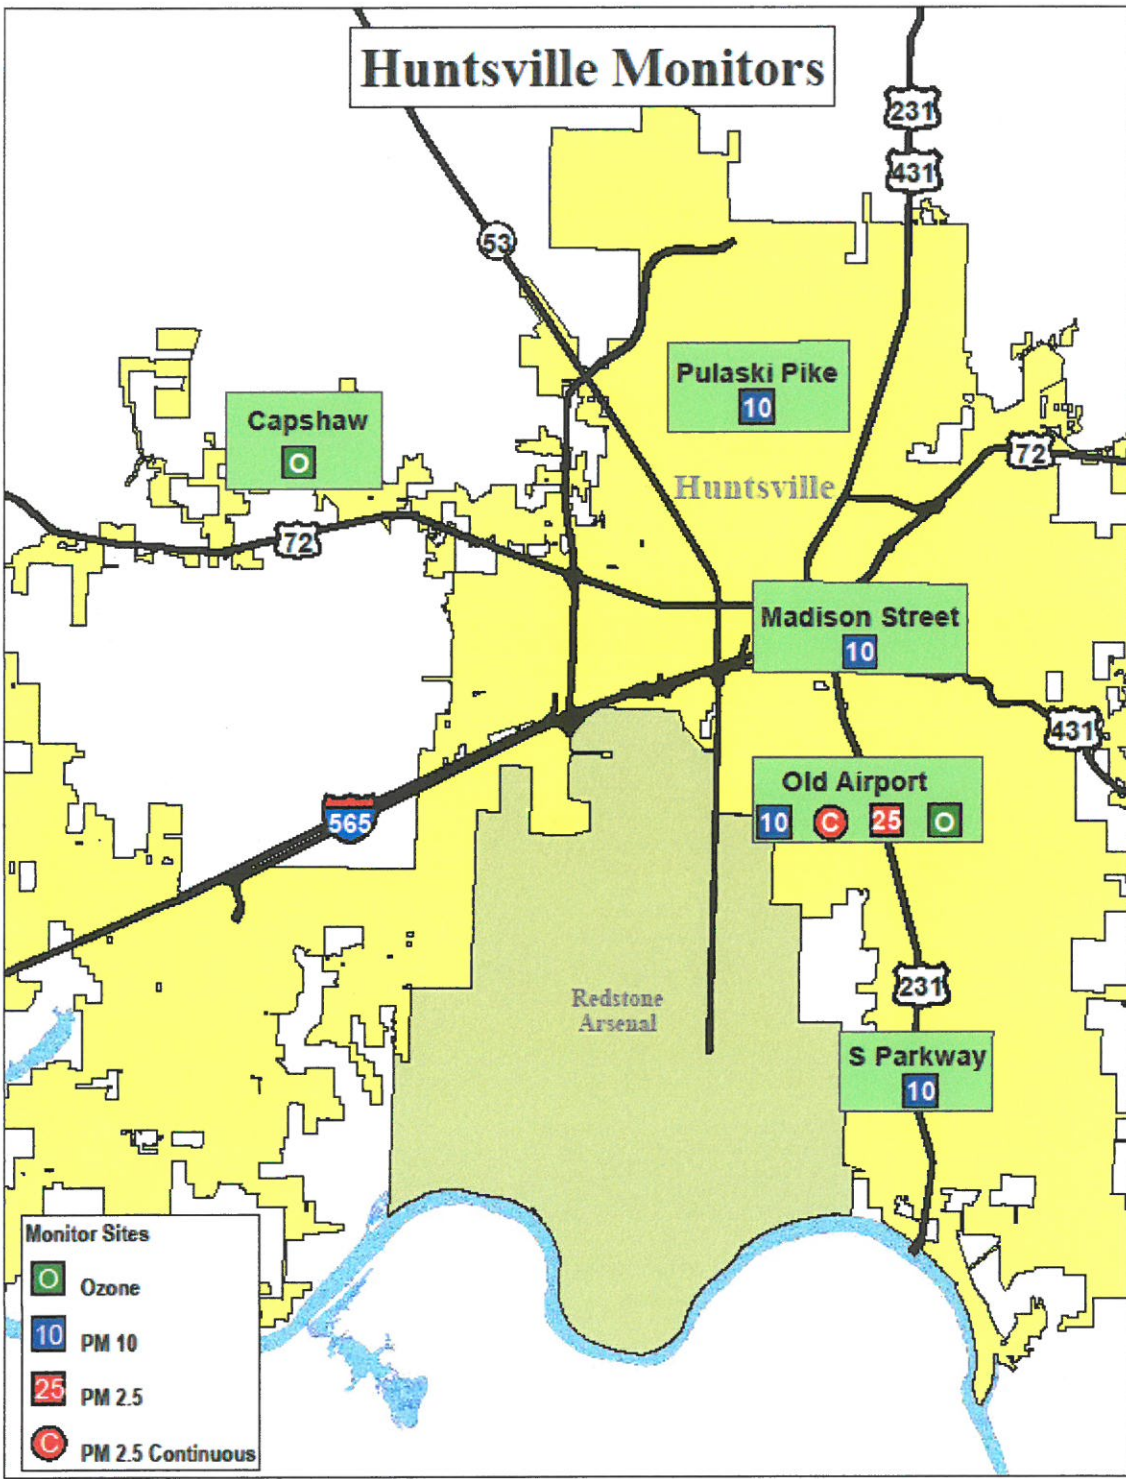 Huntsville Monitors
231
431
53
Pulaski Pike
10
Capshaw
O
72
Huntsville
72
Madison Street
10
431
Old Airport
10 C 25 O
565
231
Redstone
Arsenal
S Parkway
10
Monitor Sites
O Ozone
10 PM 10
25 PM 2.5
C PM 2.5 Continuous